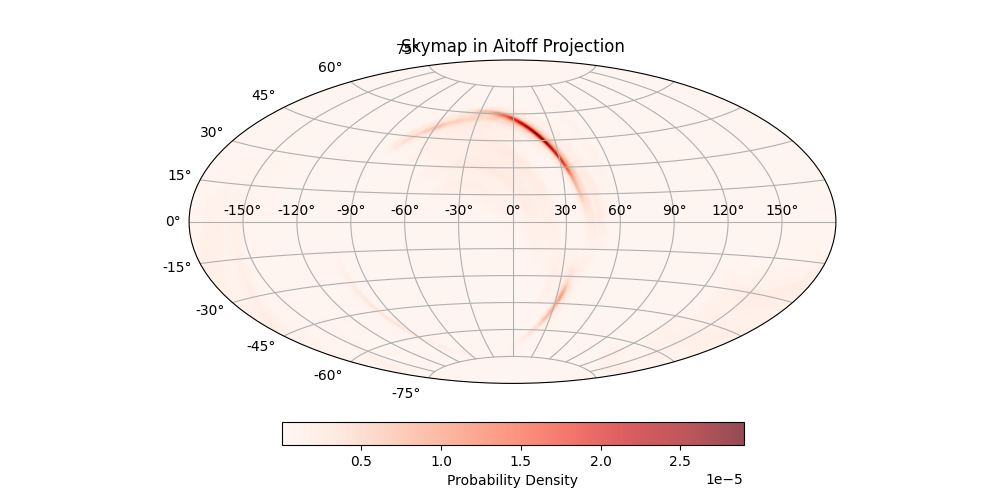 Skymap in Aitoff Projection
75°
60°
45°
30°
15°
-150° -120° -90° -60° -30° 0° 30° 60° 90° 120° 150°
0°
-15°
-30°
-45°
-60°
-75°
0.5 1.0 1.5 2.0 2.5
1e−5
Probability Density